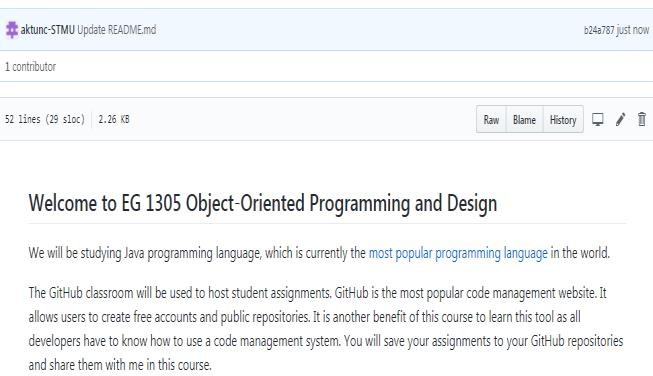 aktunc-STMU Update README.md b24a787 just now
1 contributor
52 lines (29 sloc) 2.26 KB Raw Blame History
Welcome to EG 1305 Object-Oriented Programming and Design
We will be studying Java programming language, which is currently the most popular programming language in the world.
The GitHub classroom will be used to host student assignments. GitHub is the most popular code management website. It
allows users to create free accounts and public repositories. It is another benefit of this course to learn this tool as all
developers have to know how to use a code management system. You will save your assignments to your GitHub repositories
and share them with me in this course.